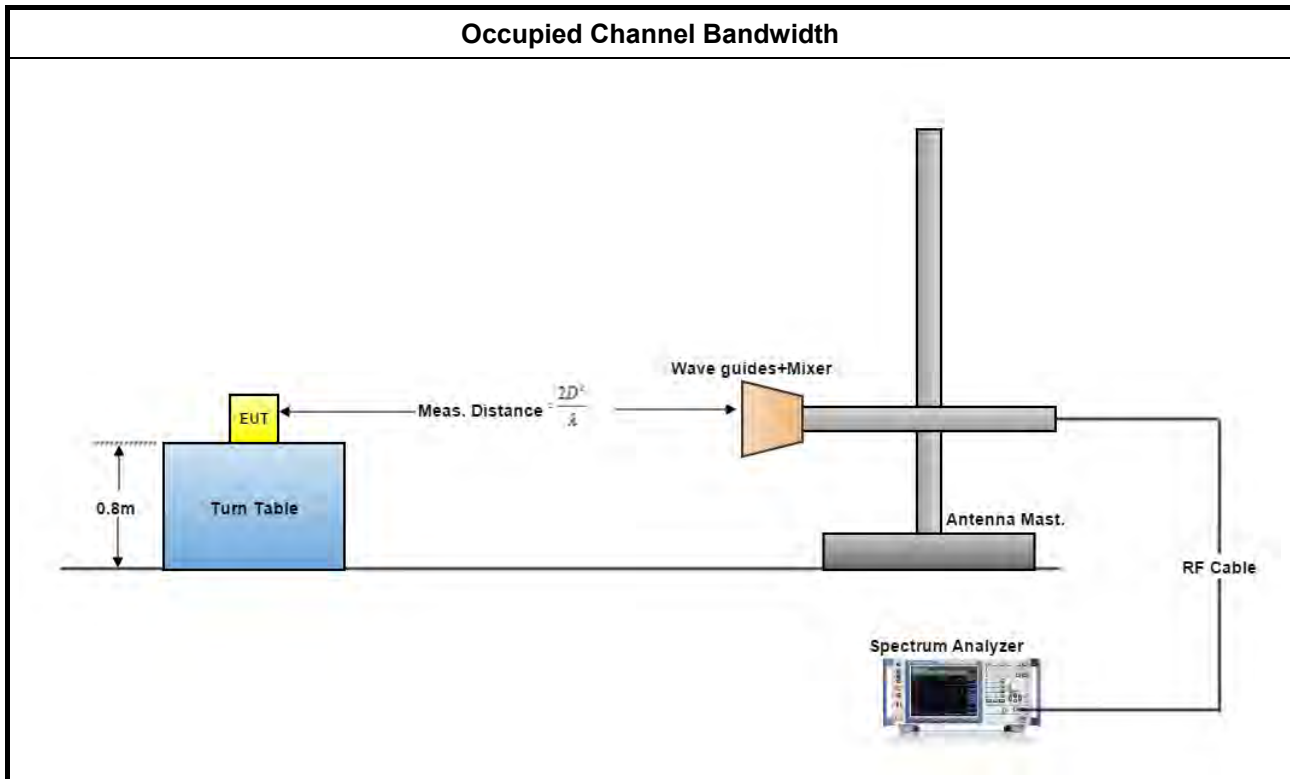 Occupied Channel Bandwidth
Wave guides+Mixer
EUT
Meas. Distance = 2D²/λ
0.8m
Turn Table
Antenna Mast.
RF Cable
Spectrum Analyzer